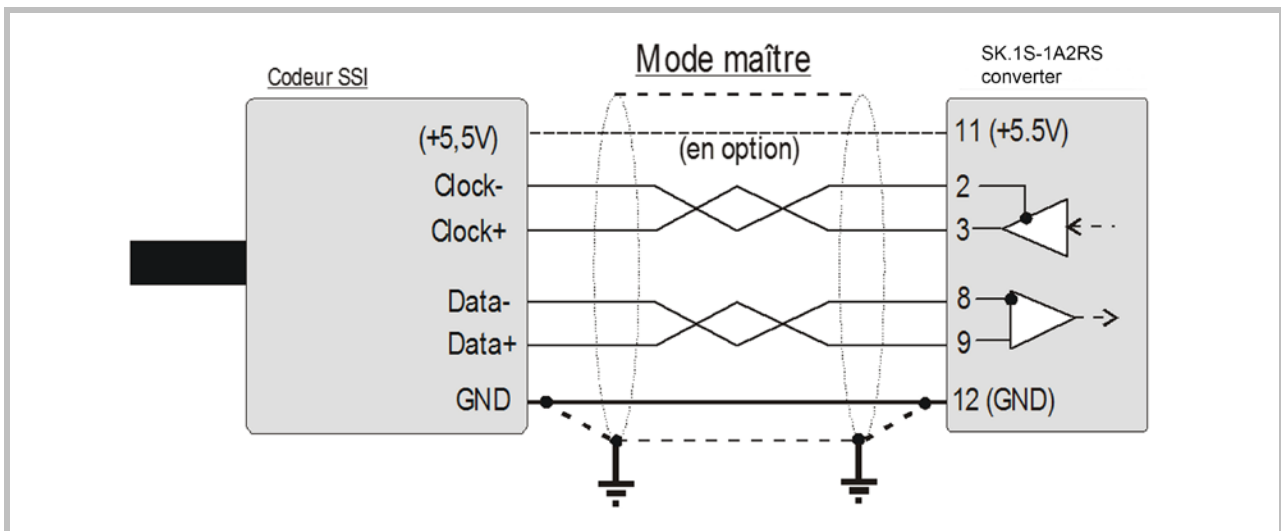 Mode maître
SK.1S-1A2RS
converter
Codeur SSI
(+5,5V)
(en option)
11 (+5.5V)
Clock-
2
Clock+
3
Data-
8
Data+
9
GND
12 (GND)